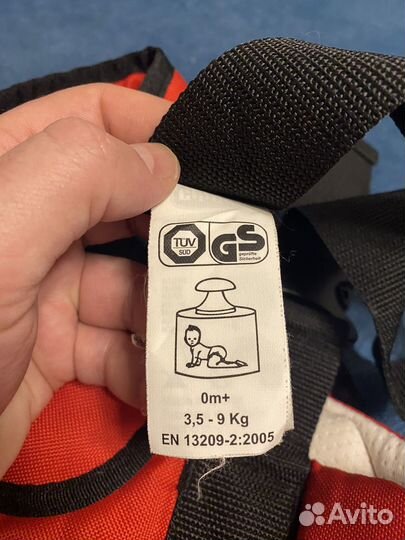 TÜV
SÜD
GS
geprüfte
Sicherheit
0m+
3,5 - 9 Kg
EN 13209-2:2005
Avito